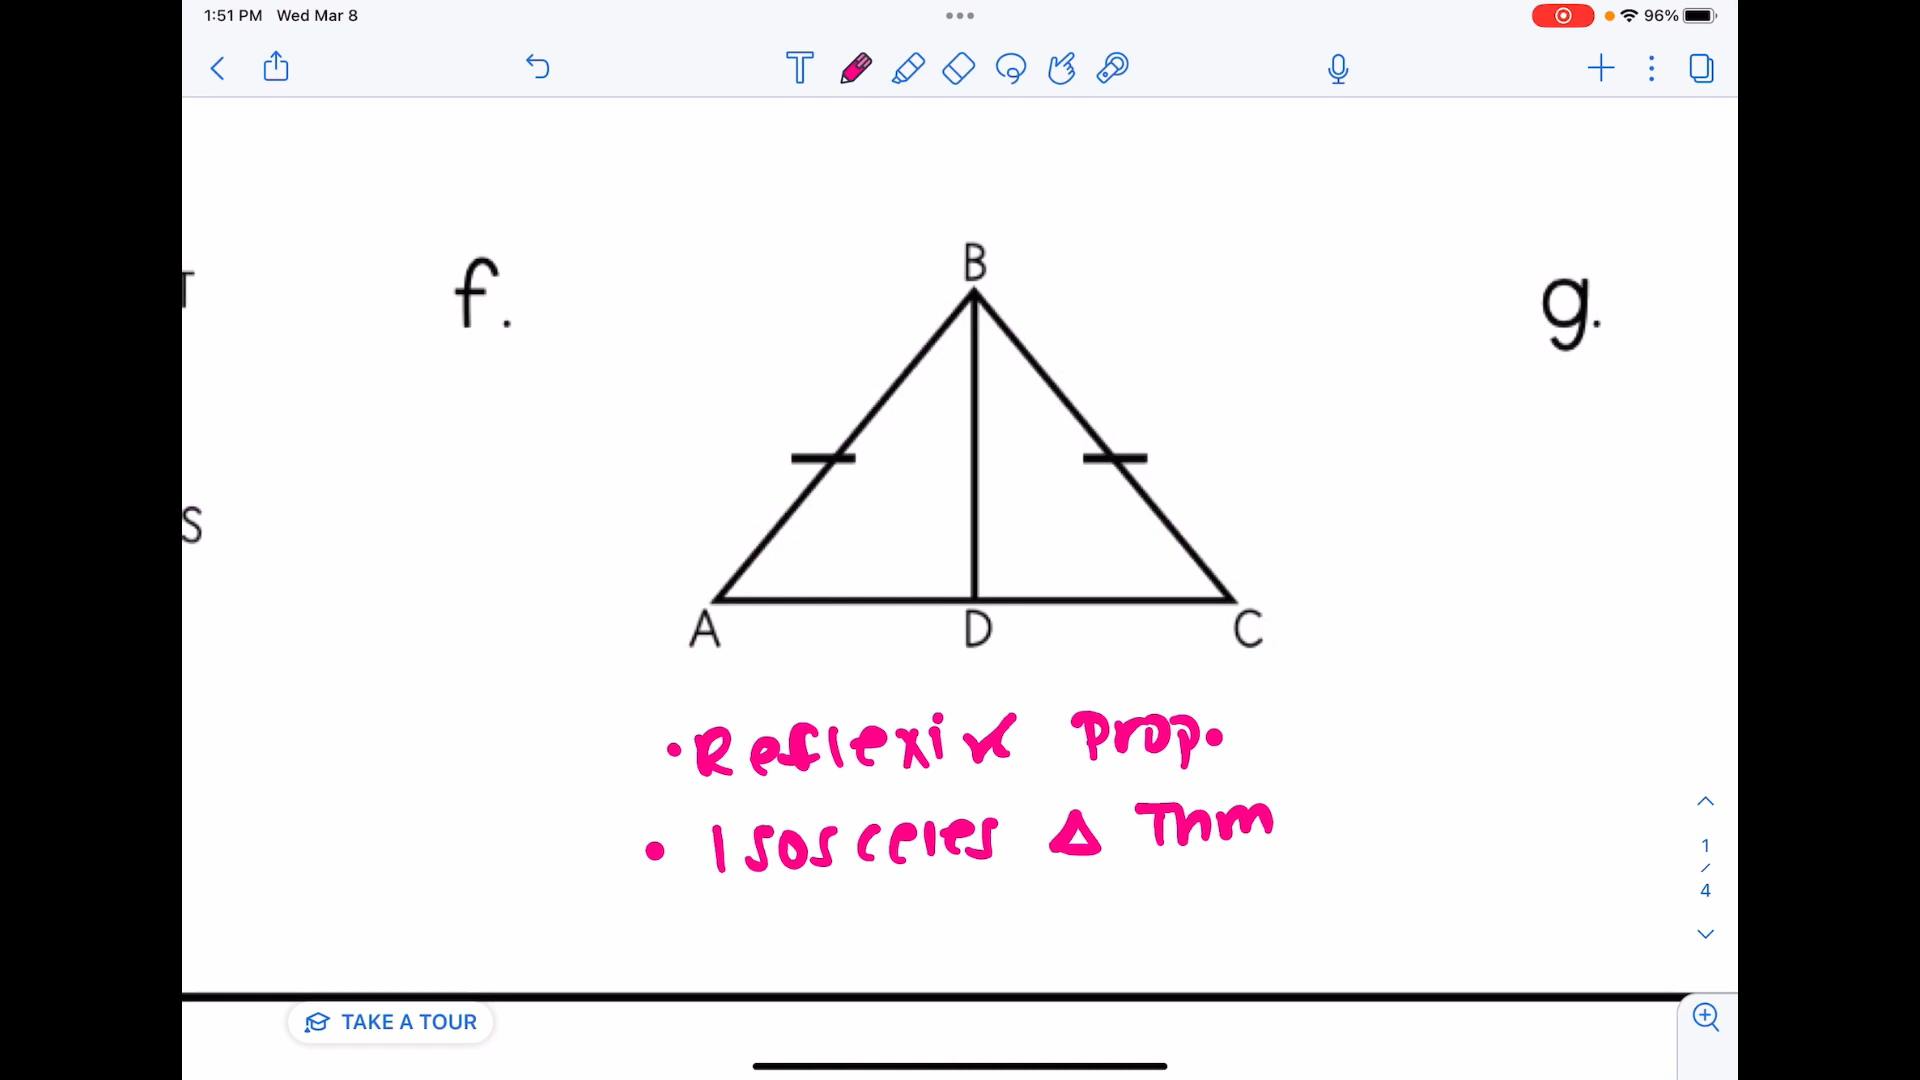 1:51 PM Wed Mar 8
96%
T
T
f.
g.
B
S
A
D
C
• Reflexive Prop.
• Isosceles Δ Thm
1
/
4
TAKE A TOUR